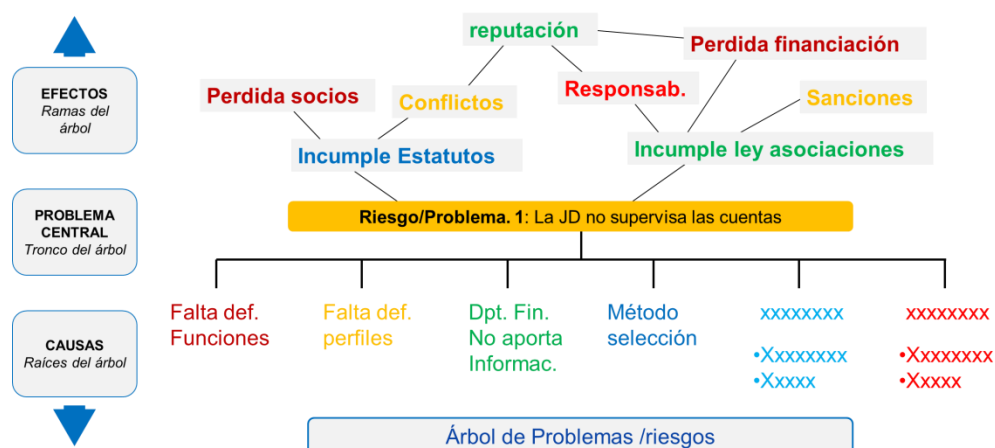 reputación
Perdida financiación
EFECTOS
Ramas del
árbol
Perdida socios
Conflictos
Responsab.
Sanciones
Incumple Estatutos
Incumple ley asociaciones
PROBLEMA
CENTRAL
Tronco del árbol
Riesgo/Problema. 1: La JD no supervisa las cuentas
CAUSAS
Raíces del árbol
Falta def.
Funciones
Falta def.
perfiles
Dpt. Fin.
No aporta
Informac.
Método
selección
xxxxxxxx
•Xxxxxxxx
•Xxxxx
xxxxxxxx
•Xxxxxxxx
•Xxxxx
Árbol de Problemas /riesgos